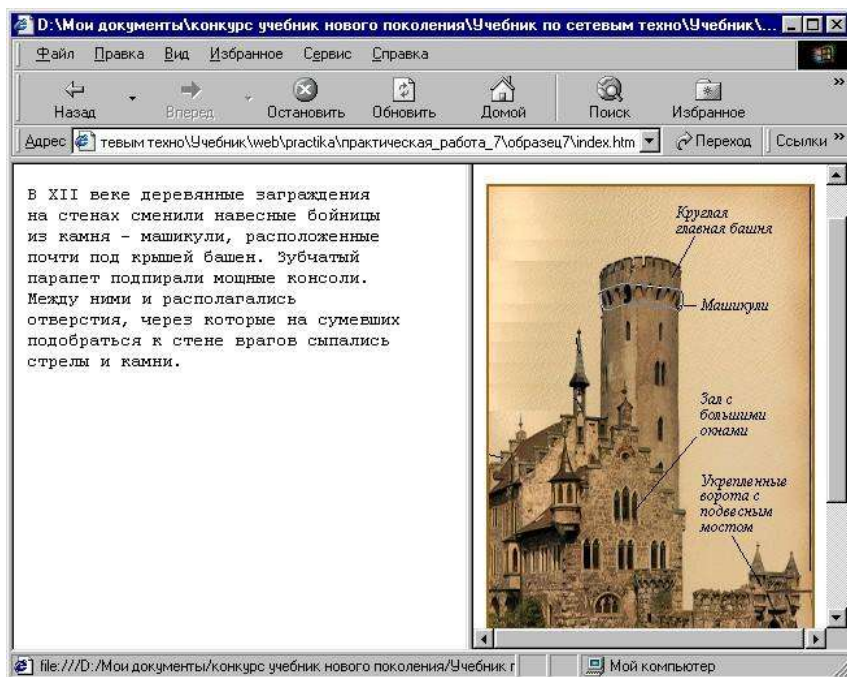 D:\Мои документы\конкурс учебник нового поколения\Учебник по сетевым техно\Учебник\...
Файл Правка Вид Избранное Сервис Справка
Назад Вперед Остановить Обновить Домой Поиск Избранное »
Адрес тевым техно\Учебник\web\practika\практическая_работа_7\образец7\index.htm Переход Ссылки »
В XII веке деревянные заграждения
на стенах сменили навесные бойницы
из камня – машикули, расположенные
почти под крышей башен. Зубчатый
парапет подпирали мощные консоли.
Между ними и располагались
отверстия, через которые на сумевших
подобраться к стене врагов сыпались
стрелы и камни.
Круглая
главная башня
Машикули
Зал с
большими
окнами
Укрепленные
ворота с
подвесным
мостом
file:///D:/Мои документы/конкурс учебник нового поколения/Учебник г Мой компьютер